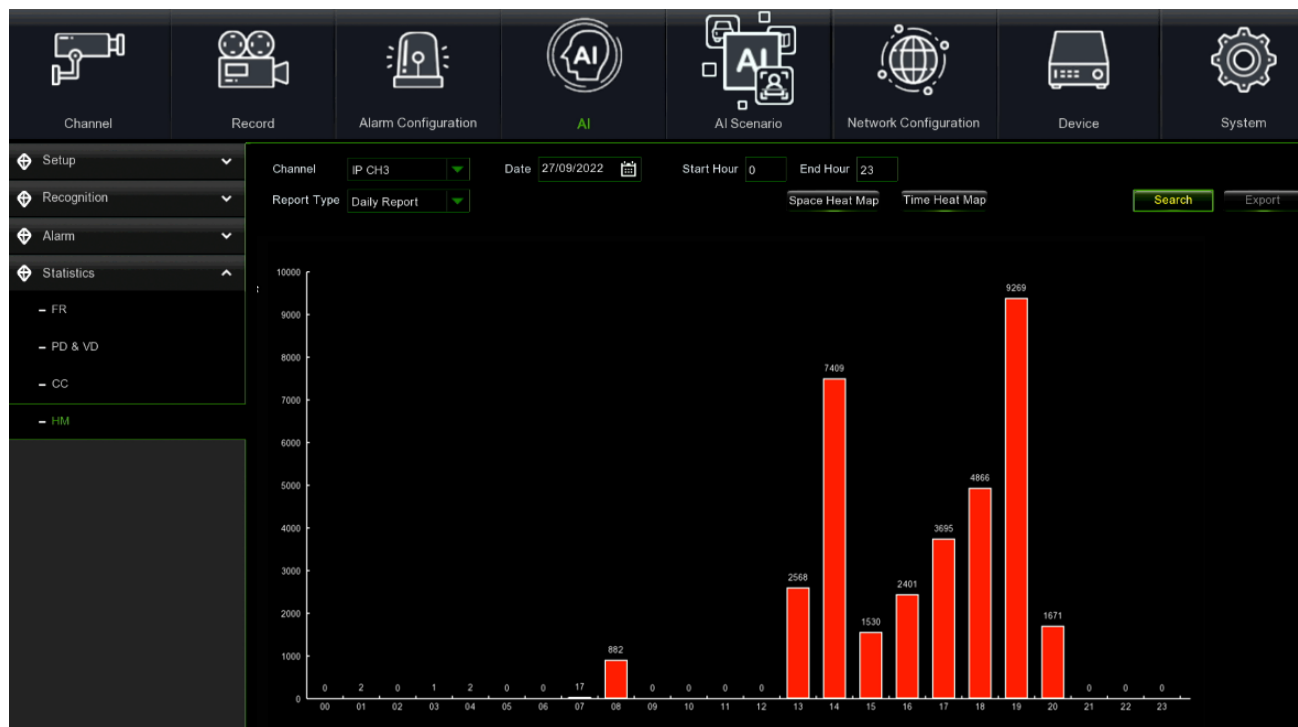 AI
AI
Channel Record Alarm Configuration AI AI Scenario Network Configuration Device System
Setup
Recognition
Alarm
Statistics
FR
PD & VD
CC
HM
Channel IP CH3 Date 27/09/2022 Start Hour 0 End Hour 23
Report Type Daily Report Space Heat Map Time Heat Map Search Export
10000
9000
8000
7000
6000
5000
4000
3000
2000
1000
0
0 2 0 1 2 0 0 17 882 0 0 0 0 2568 7409 1530 2401 3695 4866 9269 1671 0 0 0
00 01 02 03 04 05 06 07 08 09 10 11 12 13 14 15 16 17 18 19 20 21 22 23